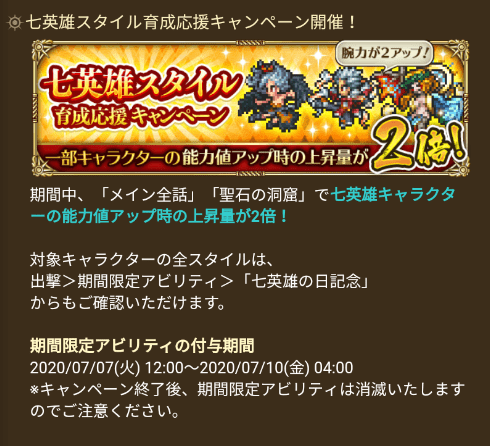 七英雄スタイル育成応援キャンペーン開催！
腕力が2アップ!
七英雄スタイル
育成応援キャンペーン
一部キャラクターの能力値アップ時の上昇量が2倍!
期間中、「メイン全話」「聖石の洞窟」で七英雄キャラクタ
ーの能力値アップ時の上昇量が2倍！
対象キャラクターの全スタイルは、
出撃＞期間限定アビリティ＞「七英雄の日記念」
からもご確認いただけます。
期間限定アビリティの付与期間
2020/07/07(火) 12:00～2020/07/10(金) 04:00
※キャンペーン終了後、期間限定アビリティは消滅いたします
のでご注意ください。